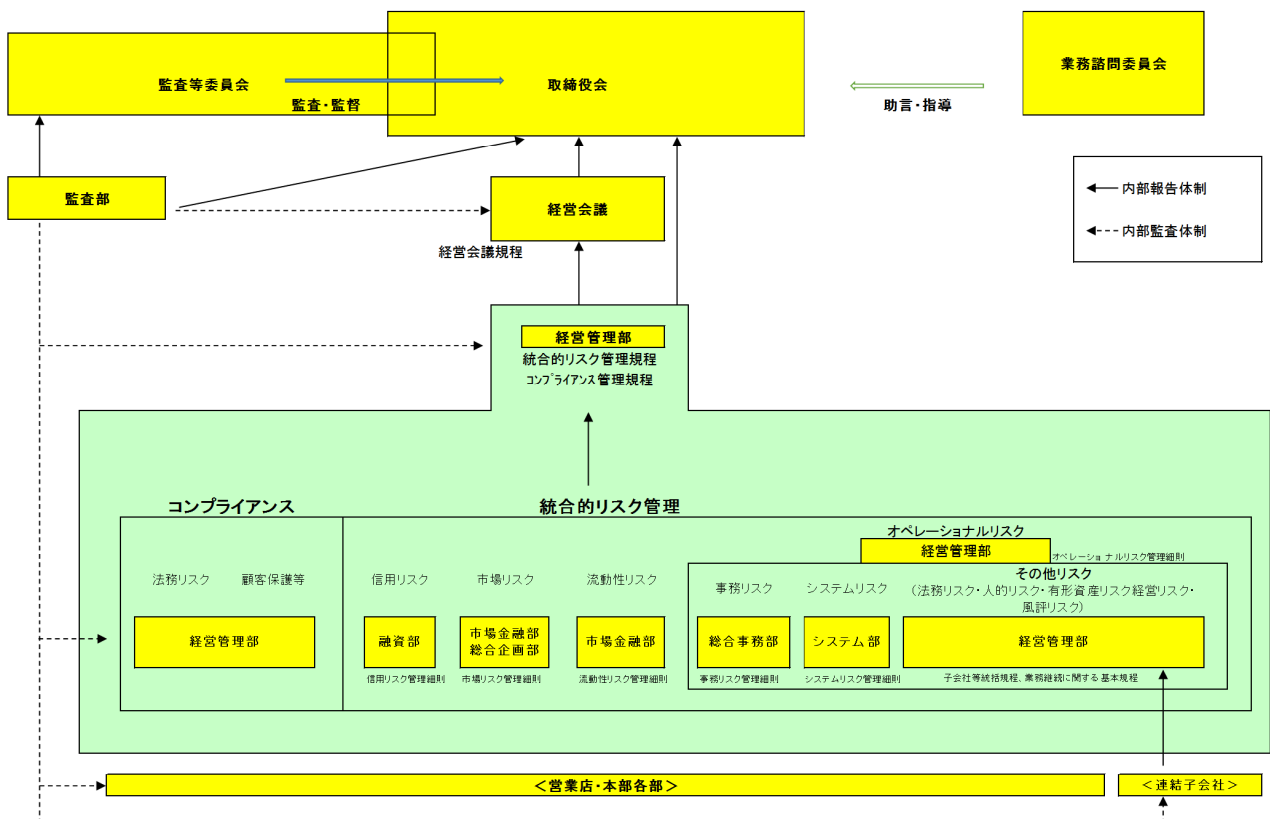 監査等委員会
監査・監督
取締役会
助言・指導
業務諮問委員会
監査部
経営会議
経営会議規程
内部報告体制
内部監査体制
経営管理部
統合的リスク管理規程
コンプライアンス管理規程
コンプライアンス
統合的リスク管理
オペレーショナルリスク
経営管理部
オペレーショナルリスク管理細則
法務リスク
顧客保護等
信用リスク
市場リスク
流動性リスク
事務リスク
システムリスク
その他リスク
（法務リスク・人的リスク・有形資産リスク経営リスク・
風評リスク）
経営管理部
融資部
市場金融部
総合企画部
市場金融部
総合事務部
システム部
経営管理部
信用リスク管理細則
市場リスク管理細則
流動性リスク管理細則
事務リスク管理細則
システムリスク管理細則
子会社等統括規程、業務継続に関する基本規程
＜営業店・本部各部＞
＜連結子会社＞